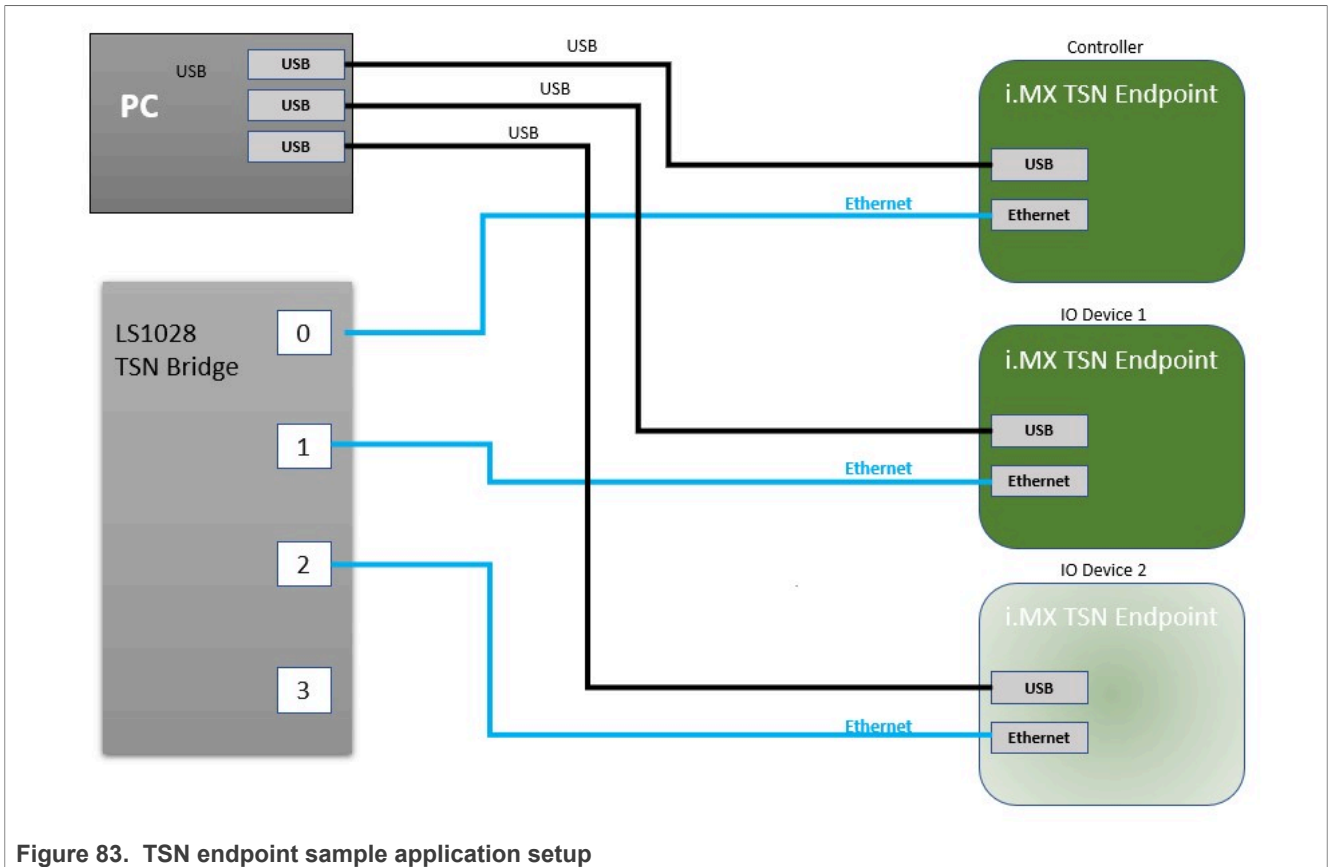 USB
PC
USB
USB
USB
USB
USB
USB
Controller
i.MX TSN Endpoint
USB
Ethernet
Ethernet
LS1028
TSN Bridge
0
1
2
3
IO Device 1
i.MX TSN Endpoint
USB
Ethernet
Ethernet
IO Device 2
i.MX TSN Endpoint
USB
Ethernet
Ethernet
Figure 83. TSN endpoint sample application setup